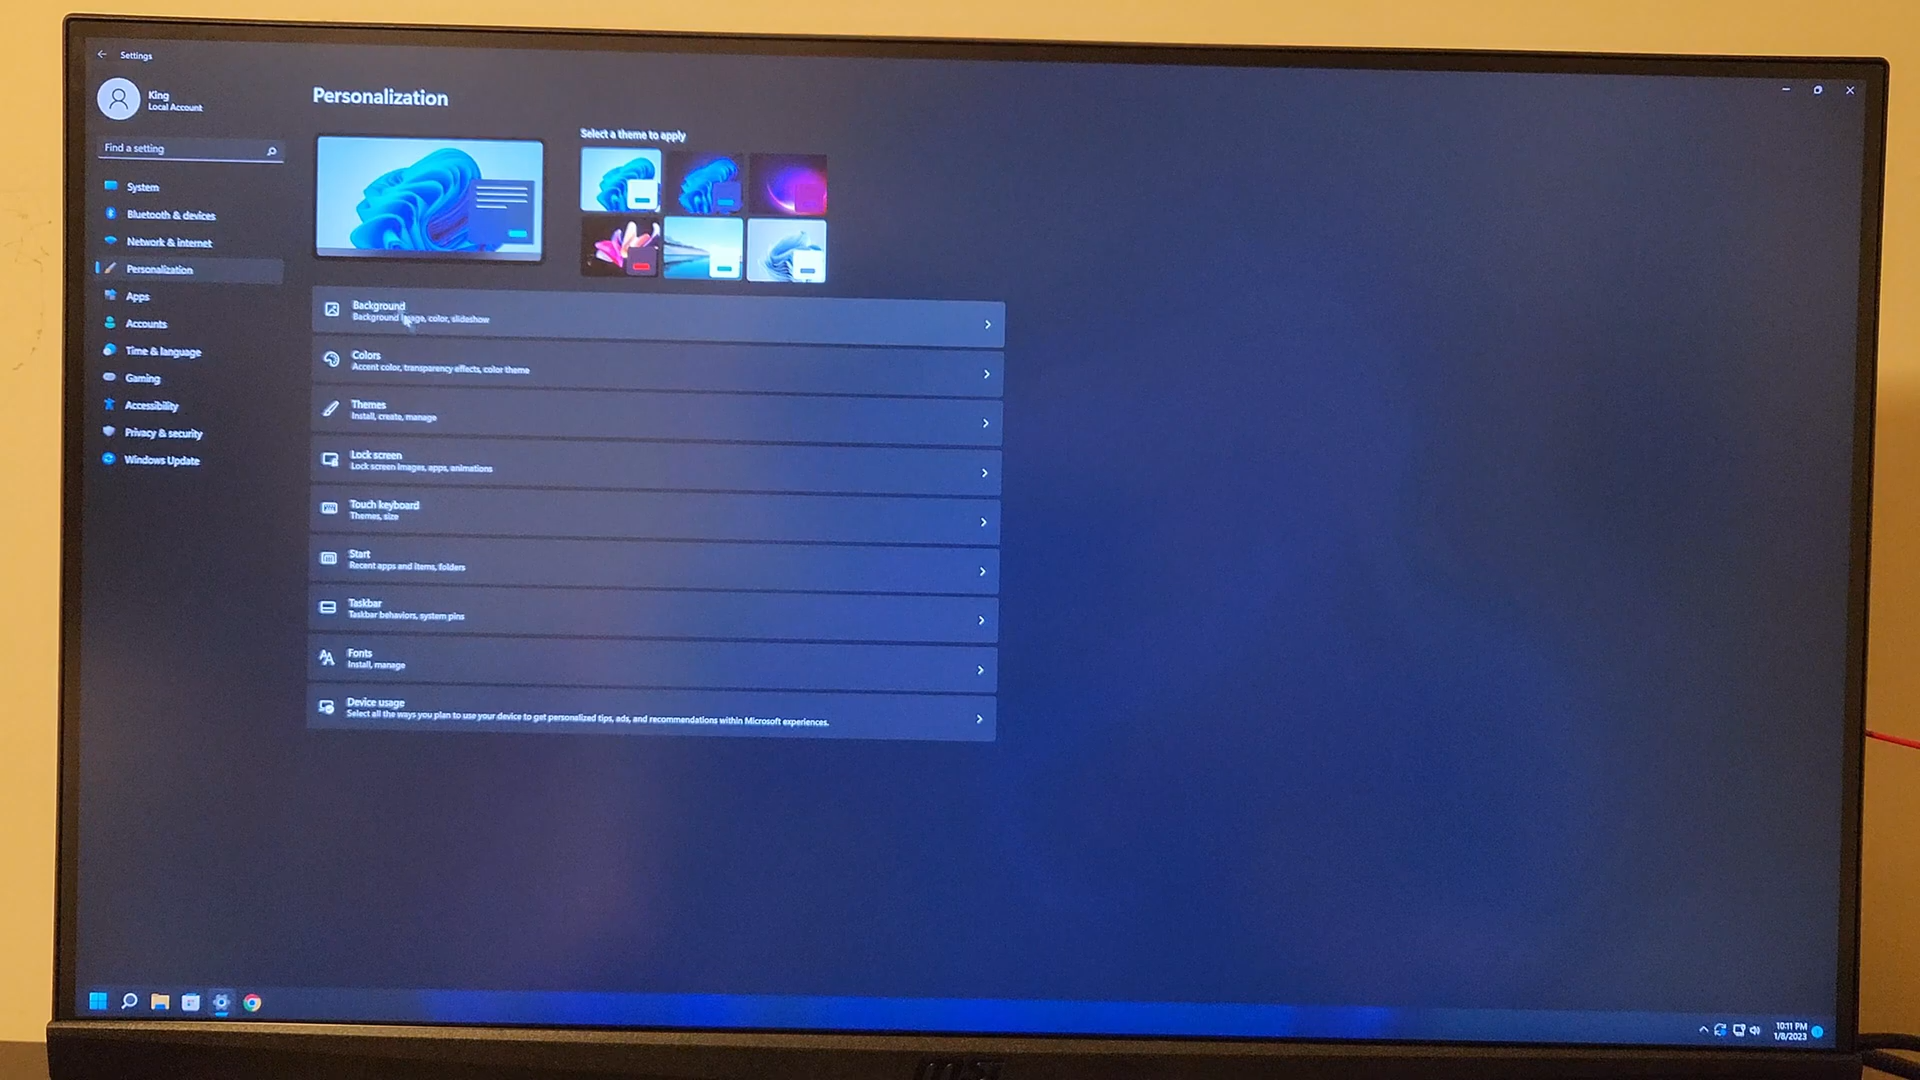 Settings
King
Local Account
Find a setting
System
Bluetooth & devices
Network & internet
Personalization
Apps
Accounts
Time & language
Gaming
Accessibility
Privacy & security
Windows Update
Personalization
Select a theme to apply
Background
Background image, color, slideshow
Colors
Accent color, transparency effects, color theme
Themes
Install, create, manage
Lock screen
Lock screen images, apps, animations
Touch keyboard
Themes, size
Start
Recent apps and items, folders
Taskbar
Taskbar behaviors, system pins
Fonts
Install, manage
Device usage
Select all the ways you plan to use your device to get personalized tips, ads, and recommendations within Microsoft experiences.
10:11 PM
1/8/2023
msi